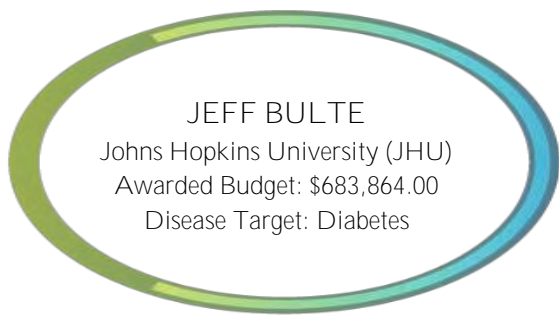 JEFF BULTE
Johns Hopkins University (JHU)
Awarded Budget: $683,864.00
Disease Target: Diabetes